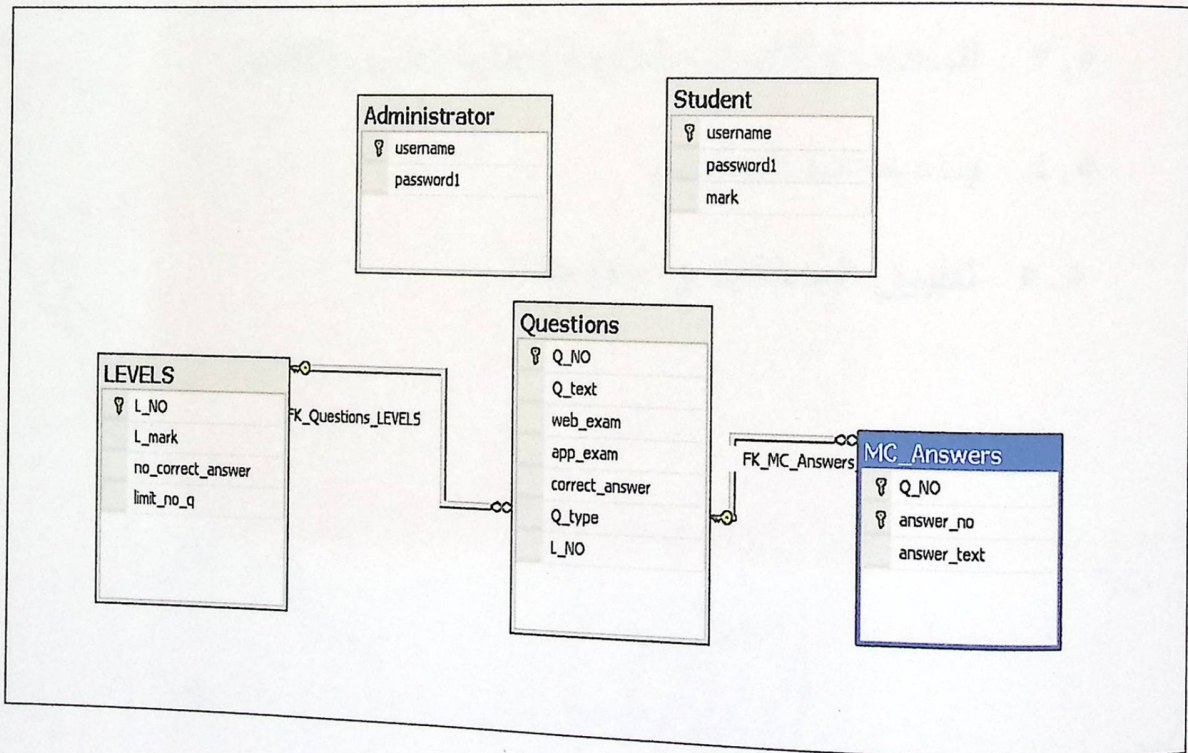 Administrator
username
password1
Student
username
password1
mark
LEVELS
L_NO
L_mark
no_correct_answer
limit_no_q
FK_Questions_LEVELS
Questions
Q_NO
Q_text
web_exam
app_exam
correct_answer
Q_type
L_NO
FK_MC_Answers
MC_Answers
Q_NO
answer_no
answer_text